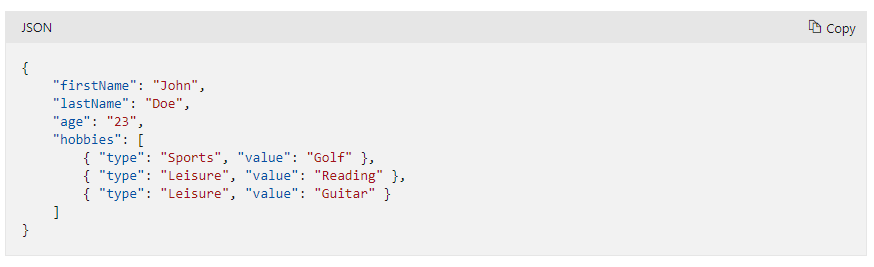 JSON
Copy
{
    "firstName": "John",
    "lastName": "Doe",
    "age": "23",
    "hobbies": [
        { "type": "Sports", "value": "Golf" },
        { "type": "Leisure", "value": "Reading" },
        { "type": "Leisure", "value": "Guitar" }
    ]
}